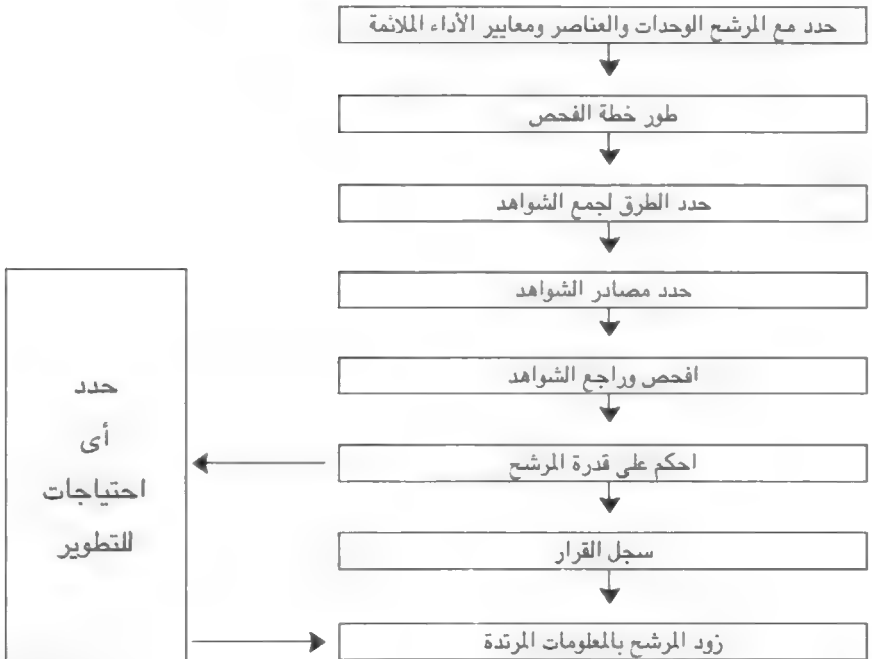 حدد مع المرشح الوحدات والعناصر ومعايير الأداء الملائمة
طور خطة الفحص
حدد الطرق لجمع الشواهد
حدد مصادر الشواهد
افحص وراجع الشواهد
احكم على قدرة المرشح
سجل القرار
زود المرشح بالمعلومات المرتدة
حدد
أى
احتياجات
للتطوير